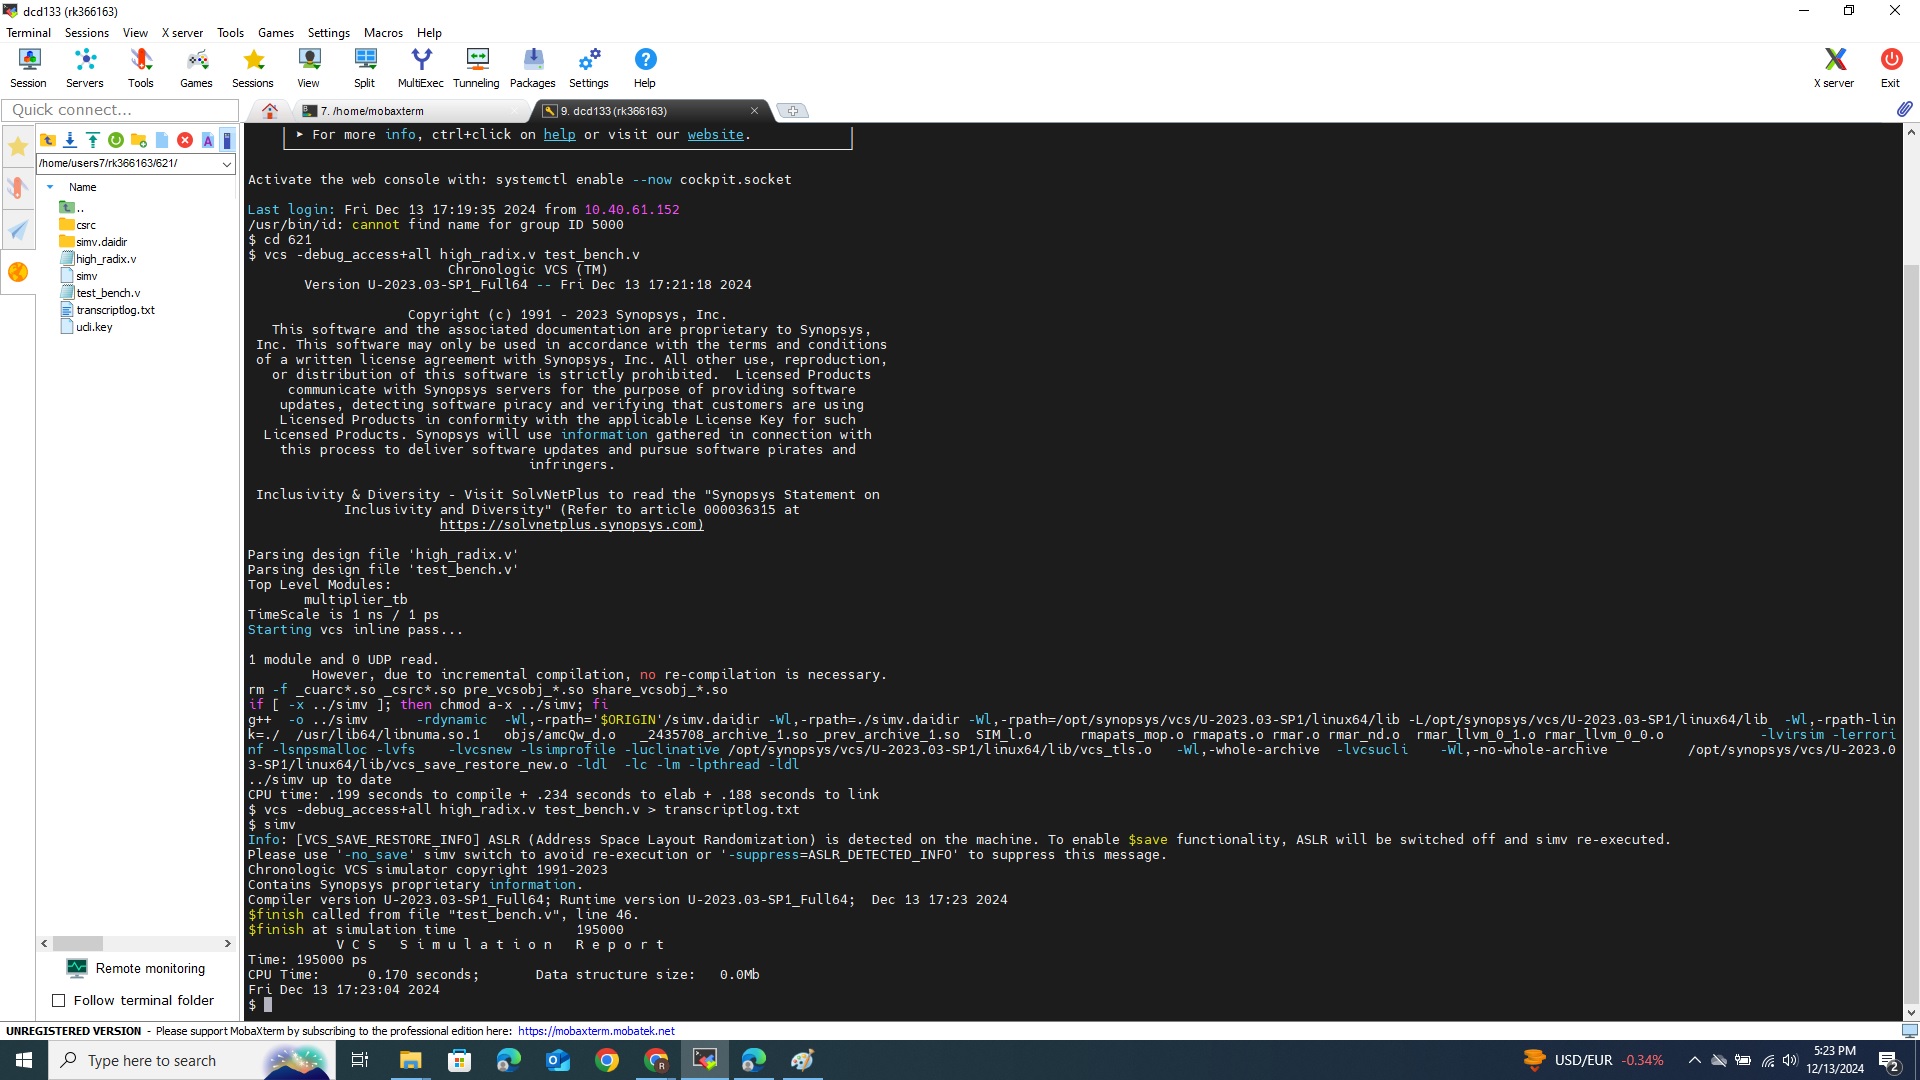 dcd133 (rk366163)
Terminal Sessions View X server Tools Games Settings Macros Help
Session Servers Tools Games Sessions View Split MultiExec Tunneling Packages Settings Help X server Exit
Quick connect... 7. /home/mobaxterm 9. dcd133 (rk366163)
/home/users7/rk366163/621/
Name
..
csrc
simv.daidir
high_radix.v
simv
test_bench.v
transcriptlog.txt
ucli.key
Remote monitoring
Follow terminal folder
➤ For more info, ctrl+click on help or visit our website.
Activate the web console with: systemctl enable --now cockpit.socket
Last login: Fri Dec 13 17:19:35 2024 from 10.40.61.152
/usr/bin/id: cannot find name for group ID 5000
$ cd 621
$ vcs -debug_access+all high_radix.v test_bench.v
Chronologic VCS (TM)
Version U-2023.03-SP1_Full64 -- Fri Dec 13 17:21:18 2024
Copyright (c) 1991 - 2023 Synopsys, Inc.
This software and the associated documentation are proprietary to Synopsys,
Inc. This software may only be used in accordance with the terms and conditions
of a written license agreement with Synopsys, Inc. All other use, reproduction,
or distribution of this software is strictly prohibited.  Licensed Products
communicate with Synopsys servers for the purpose of providing software
updates, detecting software piracy and verifying that customers are using
Licensed Products in conformity with the applicable License Key for such
Licensed Products. Synopsys will use information gathered in connection with
this process to deliver software updates and pursue software pirates and
infringers.
Inclusivity & Diversity - Visit SolvNetPlus to read the "Synopsys Statement on
Inclusivity and Diversity" (Refer to article 000036315 at
https://solvnetplus.synopsys.com)
Parsing design file 'high_radix.v'
Parsing design file 'test_bench.v'
Top Level Modules:
multiplier_tb
TimeScale is 1 ns / 1 ps
Starting vcs inline pass...
1 module and 0 UDP read.
However, due to incremental compilation, no re-compilation is necessary.
rm -f _cuarc*.so _csrc*.so pre_vcsobj_*.so share_vcsobj_*.so
if [ -x ../simv ]; then chmod a-x ../simv; fi
g++  -o ../simv      -rdynamic  -Wl,-rpath='$ORIGIN'/simv.daidir -Wl,-rpath=./simv.daidir -Wl,-rpath=/opt/synopsys/vcs/U-2023.03-SP1/linux64/lib -L/opt/synopsys/vcs/U-2023.03-SP1/linux64/lib  -Wl,-rpath-lin
k=./  /usr/lib64/libnuma.so.1   objs/amcQw_d.o   _2435708_archive_1.so _prev_archive_1.so  SIM_l.o      rmapats_mop.o rmapats.o rmar.o rmar_nd.o  rmar_llvm_0_1.o rmar_llvm_0_0.o            -lvirsim -lerrori
nf -lsnpsmalloc -lvfs    -lvcsnew -lsimprofile -luclinative /opt/synopsys/vcs/U-2023.03-SP1/linux64/lib/vcs_tls.o   -Wl,-whole-archive  -lvcsucli    -Wl,-no-whole-archive          /opt/synopsys/vcs/U-2023.0
3-SP1/linux64/lib/vcs_save_restore_new.o -ldl  -lc -lm -lpthread -ldl
../simv up to date
CPU time: .199 seconds to compile + .234 seconds to elab + .188 seconds to link
$ vcs -debug_access+all high_radix.v test_bench.v > transcriptlog.txt
$ simv
Info: [VCS_SAVE_RESTORE_INFO] ASLR (Address Space Layout Randomization) is detected on the machine. To enable $save functionality, ASLR will be switched off and simv re-executed.
Please use '-no_save' simv switch to avoid re-execution or '-suppress=ASLR_DETECTED_INFO' to suppress this message.
Chronologic VCS simulator copyright 1991-2023
Contains Synopsys proprietary information.
Compiler version U-2023.03-SP1_Full64; Runtime version U-2023.03-SP1_Full64;  Dec 13 17:23 2024
$finish called from file "test_bench.v", line 46.
$finish at simulation time               195000
V C S   S i m u l a t i o n   R e p o r t
Time: 195000 ps
CPU Time:      0.170 seconds;       Data structure size:   0.0Mb
Fri Dec 13 17:23:04 2024
$
UNREGISTERED VERSION - Please support MobaXterm by subscribing to the professional edition here: https://mobaxterm.mobatek.net
Type here to search USD/EUR -0.34% 5:23 PM
12/13/2024 2